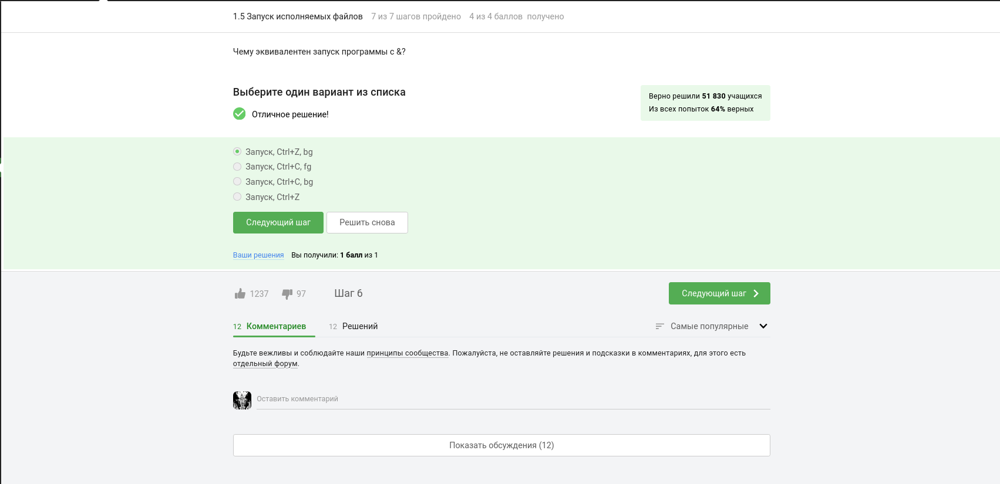 1.5 Запуск исполняемых файлов 7 из 7 шагов пройдено 4 из 4 баллов получено
Чему эквивалентен запуск программы с &?
Выберите один вариант из списка
Верно решили 51 830 учащихся
Из всех попыток 64% верных
Отличное решение!
Запуск, Ctrl+Z, bg
Запуск, Ctrl+C, fg
Запуск, Ctrl+C, bg
Запуск, Ctrl+Z
Следующий шаг Решить снова
Ваши решения Вы получили: 1 балл из 1
1237 97 Шаг 6 Следующий шаг
12 Комментариев 12 Решений Самые популярные
Будьте вежливы и соблюдайте наши принципы сообщества. Пожалуйста, не оставляйте решения и подсказки в комментариях, для этого есть
отдельный форум.
Оставить комментарий
Показать обсуждения (12)